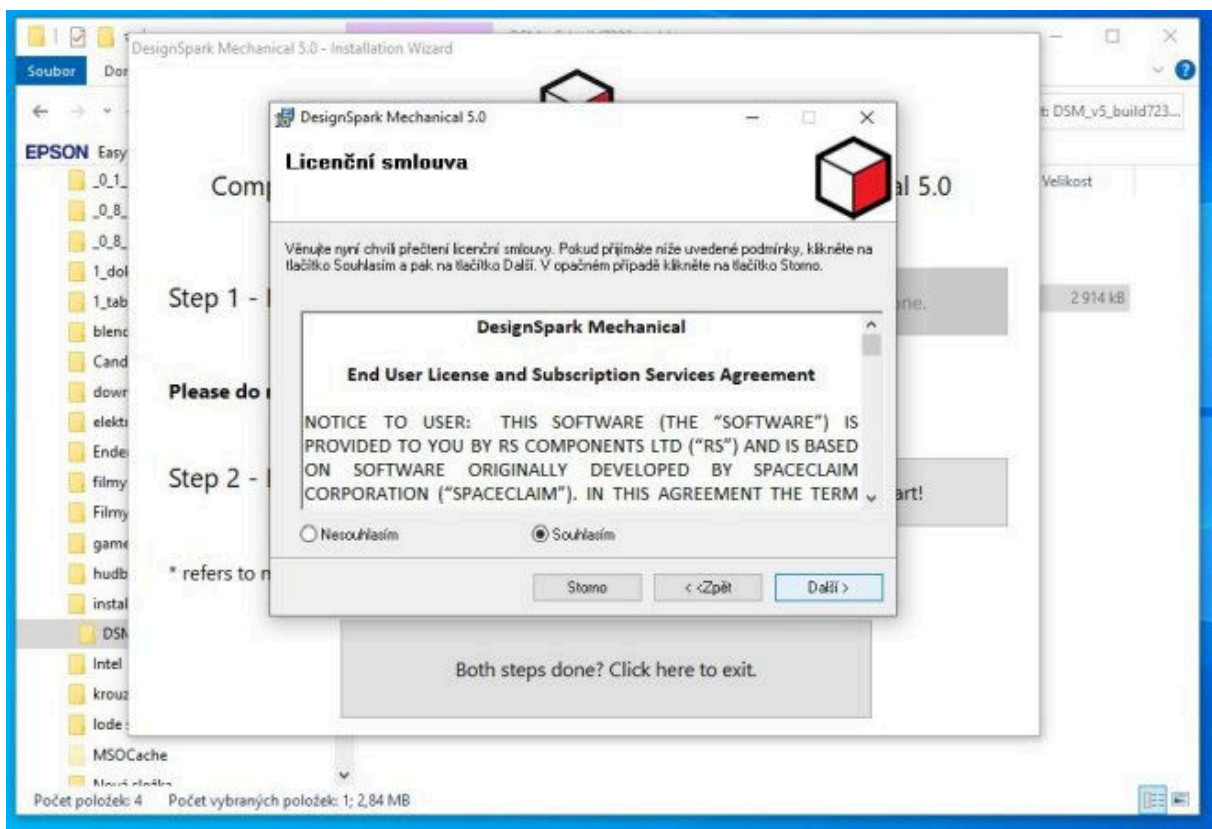 DesignSpark Mechanical 5.0 - Installation Wizard
Soubor
EPSON Easy
t: DSM_v5_build723...
Velikost
2 914 kB
_0_1_
_0_8_
_0_8_
1_dol
1_tab
blend
Cand
down
elektr
Ender
filmy
Filmy
game
hudb
instal
DSM
Intel
krouz
lode
MSOCache
al 5.0
Step 1 -
one.
Please do
Step 2 -
art!
* refers to
Both steps done? Click here to exit.
DesignSpark Mechanical 5.0
Licenční smlouva
Věnujte nyní chvíli přečtení licenční smlouvy. Pokud přijímáte níže uvedené podmínky, klikněte na
tlačítko Souhlasím a pak na tlačítko Další. V opačném případě klikněte na tlačítko Storno.
DesignSpark Mechanical
End User License and Subscription Services Agreement
NOTICE TO USER: THIS SOFTWARE (THE “SOFTWARE”) IS
PROVIDED TO YOU BY RS COMPONENTS LTD (“RS”) AND IS BASED
ON SOFTWARE ORIGINALLY DEVELOPED BY SPACECLAIM
CORPORATION (“SPACECLAIM”). IN THIS AGREEMENT THE TERM
Nesouhlasím
Souhlasím
Storno
< <Zpět
Další >
Počet položek: 4 Počet vybraných položek: 1; 2,84 MB